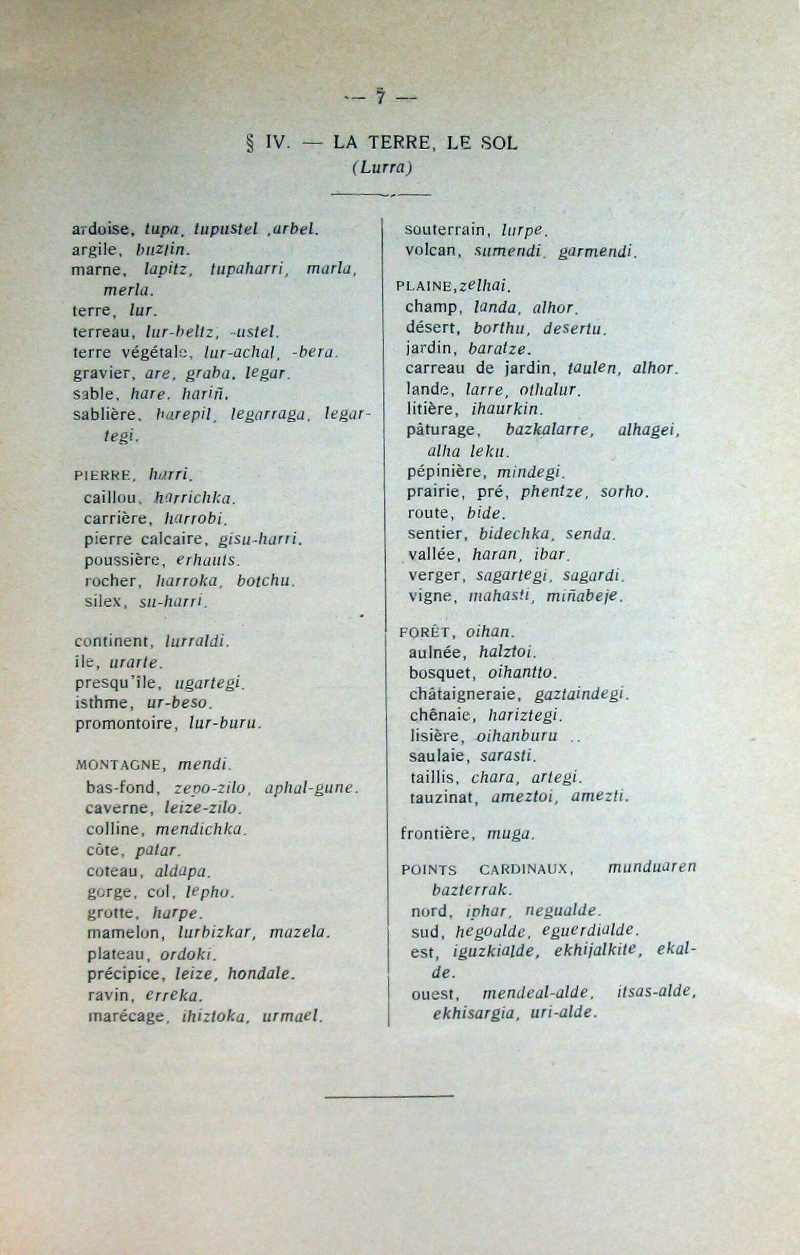 — 7 —
§ IV. — LA TERRE, LE SOL
(Lurra)
ardoise, tupa, tupustel ,arbel.
argile, buztin.
marne, lapitz, tupaharri, marla,
merla.
terre, lur.
terreau, lur-beltz, -ustel.
terre végétale, lur-achal, -bera.
gravier, are, graba, legar.
sable, hare, hariñ.
sablière, harepil, legarraga, legar-
tegi.
PIERRE, harri.
caillou, harrichka.
carrière, harrobi.
pierre calcaire, gisu-harri.
poussière, erhauts.
rocher, harroka, botchu.
silex, su-harri.
continent, lurraldi.
île, urarte.
presqu'île, ugartegi.
isthme, ur-beso.
promontoire, lur-buru.
MONTAGNE, mendi.
bas-fond, zepo-zilo, aphal-gune.
caverne, leize-zilo.
colline, mendichka.
côte, patar.
coteau, aldapa.
gorge, col, lepho.
grotte, harpe.
mamelon, lurbizkar, mazela.
plateau, ordoki.
précipice, leize, hondale.
ravin, erreka.
marécage, ihiztoka, urmael.
souterrain, lurpe.
volcan, sumendi, garmendi.
PLAINE,zelhai.
champ, landa, alhor.
désert, borthu, desertu.
jardin, baratze.
carreau de jardin, taulen, alhor.
lande, larre, othalur.
litière, ihaurkin.
pâturage, bazkalarre, alhagei,
alha leku.
pépinière, mindegi.
prairie, pré, phentze, sorho.
route, bide.
sentier, bidechka, senda.
vallée, haran, ibar.
verger, sagartegi, sagardi.
vigne, mahasti, miñabeje.
FORÊT, oihan.
aulnée, halztoi.
bosquet, oihantto.
châtaigneraie, gaztaindegi.
chênaie, hariztegi.
lisière, oihanburu ..
saulaie, sarasti.
taillis, chara, artegi.
tauzinat, ameztoi, amezti.
frontière, muga.
POINTS CARDINAUX, munduaren
bazterrak.
nord, iphar, negualde.
sud, hegoalde, eguerdialde.
est, iguzkialde, ekhijalkite, ekal-
de.
ouest, mendeal-alde, itsas-alde,
ekhisargia, uri-alde.